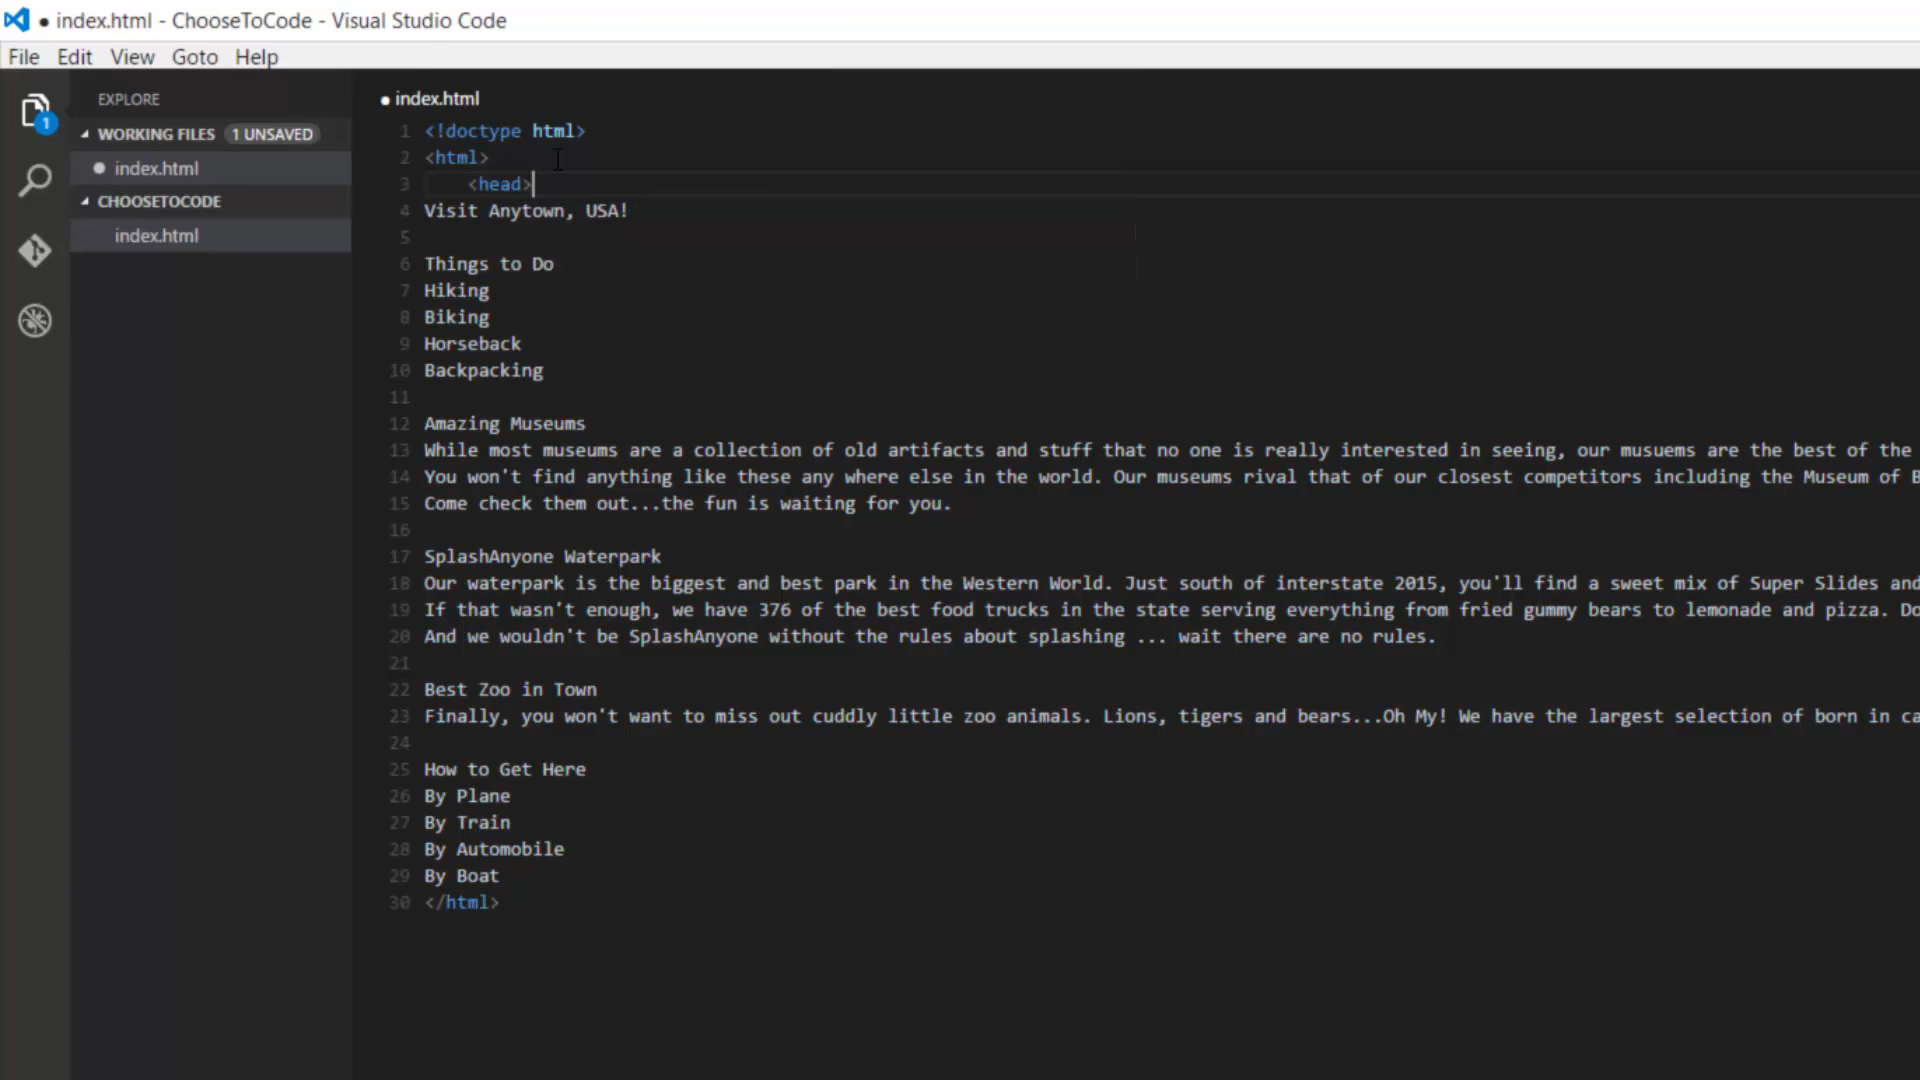 ● index.html - ChooseToCode - Visual Studio Code
File Edit View Goto Help
EXPLORE
1
WORKING FILES 1 UNSAVED
index.html
CHOOSETOCODE
index.html
● index.html
1 <!doctype html>
2 <html>
3 <head>
4 Visit Anytown, USA!
5
6 Things to Do
7 Hiking
8 Biking
9 Horseback
10 Backpacking
11
12 Amazing Museums
13 While most museums are a collection of old artifacts and stuff that no one is really interested in seeing, our musuems are the best of the
14 You won't find anything like these any where else in the world. Our museums rival that of our closest competitors including the Museum of
15 Come check them out...the fun is waiting for you.
16
17 SplashAnyone Waterpark
18 Our waterpark is the biggest and best park in the Western World. Just south of interstate 2015, you'll find a sweet mix of Super Slides and
19 If that wasn't enough, we have 376 of the best food trucks in the state serving everything from fried gummy bears to lemonade and pizza. Do
20 And we wouldn't be SplashAnyone without the rules about splashing ... wait there are no rules.
21
22 Best Zoo in Town
23 Finally, you won't want to miss out cuddly little zoo animals. Lions, tigers and bears...Oh My! We have the largest selection of born in ca
24
25 How to Get Here
26 By Plane
27 By Train
28 By Automobile
29 By Boat
30 </html>